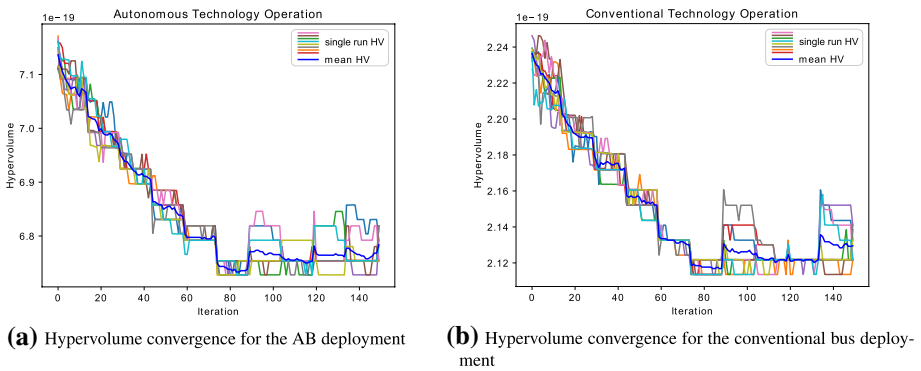 Autonomous Technology Operation
1e−19
single run HV
mean HV
Hypervolume
7.1
7.0
6.9
6.8
0 20 40 60 80 100 120 140
Iteration
(a) Hypervolume convergence for the AB deployment
Conventional Technology Operation
1e−19
single run HV
mean HV
Hypervolume
2.24
2.22
2.20
2.18
2.16
2.14
2.12
0 20 40 60 80 100 120 140
Iteration
(b) Hypervolume convergence for the conventional bus deploy-
ment